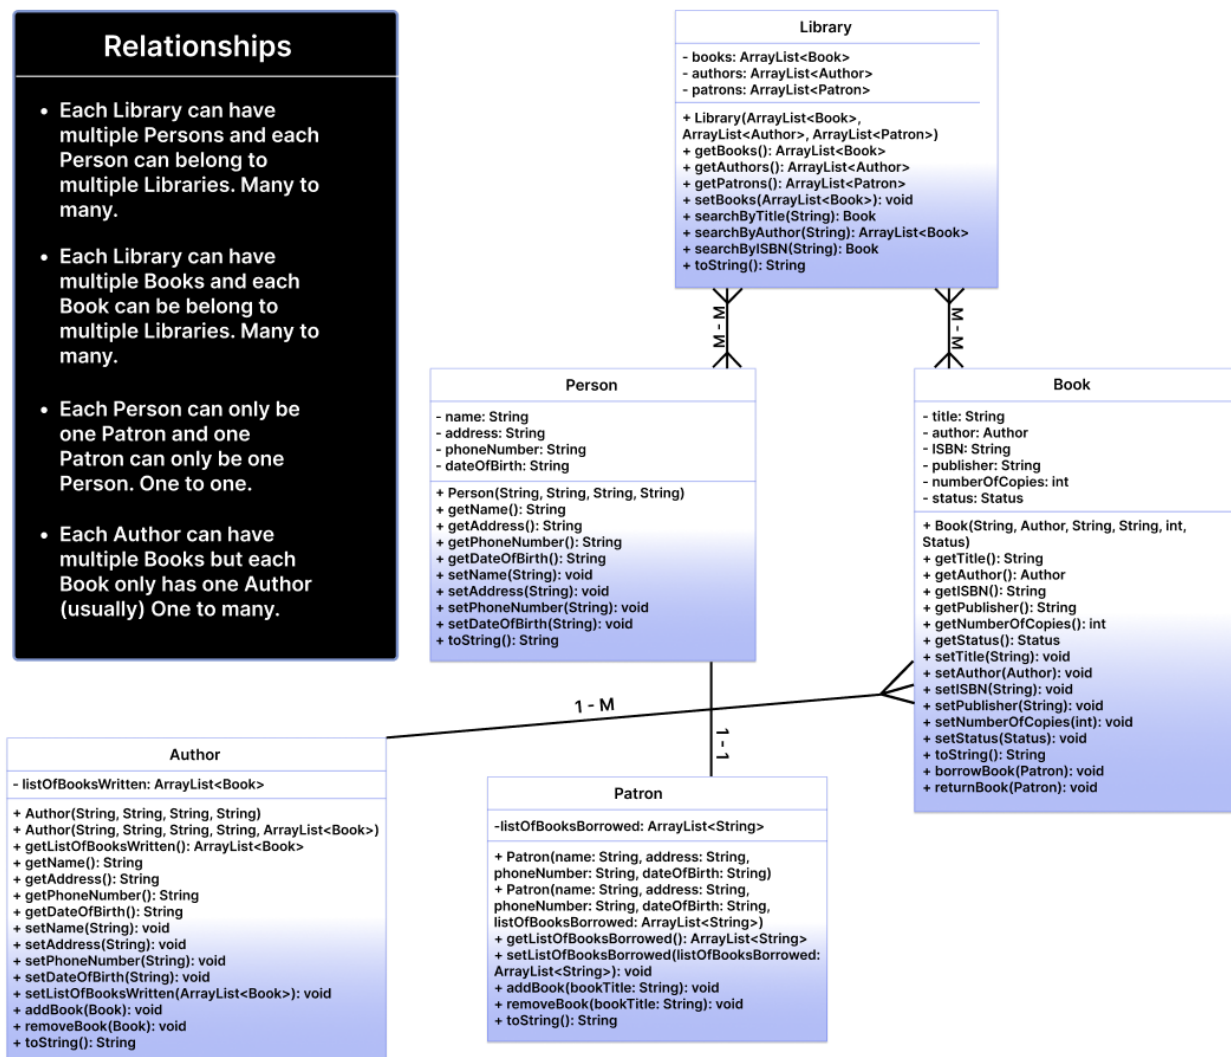 Relationships
• Each Library can have
multiple Persons and each
Person can belong to
multiple Libraries. Many to
many.
• Each Library can have
multiple Books and each
Book can be belong to
multiple Libraries. Many to
many.
• Each Person can only be
one Patron and one
Patron can only be one
Person. One to one.
• Each Author can have
multiple Books but each
Book only has one Author
(usually) One to many.
Library
- books: ArrayList<Book>
- authors: ArrayList<Author>
- patrons: ArrayList<Patron>
+ Library(ArrayList<Book>,
ArrayList<Author>, ArrayList<Patron>)
+ getBooks(): ArrayList<Book>
+ getAuthors(): ArrayList<Author>
+ getPatrons(): ArrayList<Patron>
+ setBooks(ArrayList<Book>): void
+ searchByTitle(String): Book
+ searchByAuthor(String): ArrayList<Book>
+ searchByISBN(String): Book
+ toString(): String
M - M
M - M
Person
- name: String
- address: String
- phoneNumber: String
- dateOfBirth: String
+ Person(String, String, String, String)
+ getName(): String
+ getAddress(): String
+ getPhoneNumber(): String
+ getDateOfBirth(): String
+ setName(String): void
+ setAddress(String): void
+ setPhoneNumber(String): void
+ setDateOfBirth(String): void
+ toString(): String
Book
- title: String
- author: Author
- ISBN: String
- publisher: String
- numberOfCopies: int
- status: Status
+ Book(String, Author, String, String, int,
Status)
+ getTitle(): String
+ getAuthor(): Author
+ getISBN(): String
+ getPublisher(): String
+ getNumberOfCopies(): int
+ getStatus(): Status
+ setTitle(String): void
+ setAuthor(Author): void
+ setISBN(String): void
+ setPublisher(String): void
+ setNumberOfCopies(int): void
+ setStatus(Status): void
+ toString(): String
+ borrowBook(Patron): void
+ returnBook(Patron): void
1 - M
1 - 1
Author
- listOfBooksWritten: ArrayList<Book>
+ Author(String, String, String, String)
+ Author(String, String, String, String, ArrayList<Book>)
+ getListOfBooksWritten(): ArrayList<Book>
+ getName(): String
+ getAddress(): String
+ getPhoneNumber(): String
+ getDateOfBirth(): String
+ setName(String): void
+ setAddress(String): void
+ setPhoneNumber(String): void
+ setDateOfBirth(String): void
+ setListOfBooksWritten(ArrayList<Book>): void
+ addBook(Book): void
+ removeBook(Book): void
+ toString(): String
Patron
-listOfBooksBorrowed: ArrayList<String>
+ Patron(name: String, address: String,
phoneNumber: String, dateOfBirth: String)
+ Patron(name: String, address: String,
phoneNumber: String, dateOfBirth: String,
listOfBooksBorrowed: ArrayList<String>)
+ getListOfBooksBorrowed(): ArrayList<String>
+ setListOfBooksBorrowed(listOfBooksBorrowed:
ArrayList<String>): void
+ addBook(bookTitle: String): void
+ removeBook(bookTitle: String): void
+ toString(): String